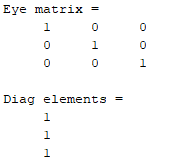 Eye matrix =
1 0 0
0 1 0
0 0 1
Diag elements =
1
1
1